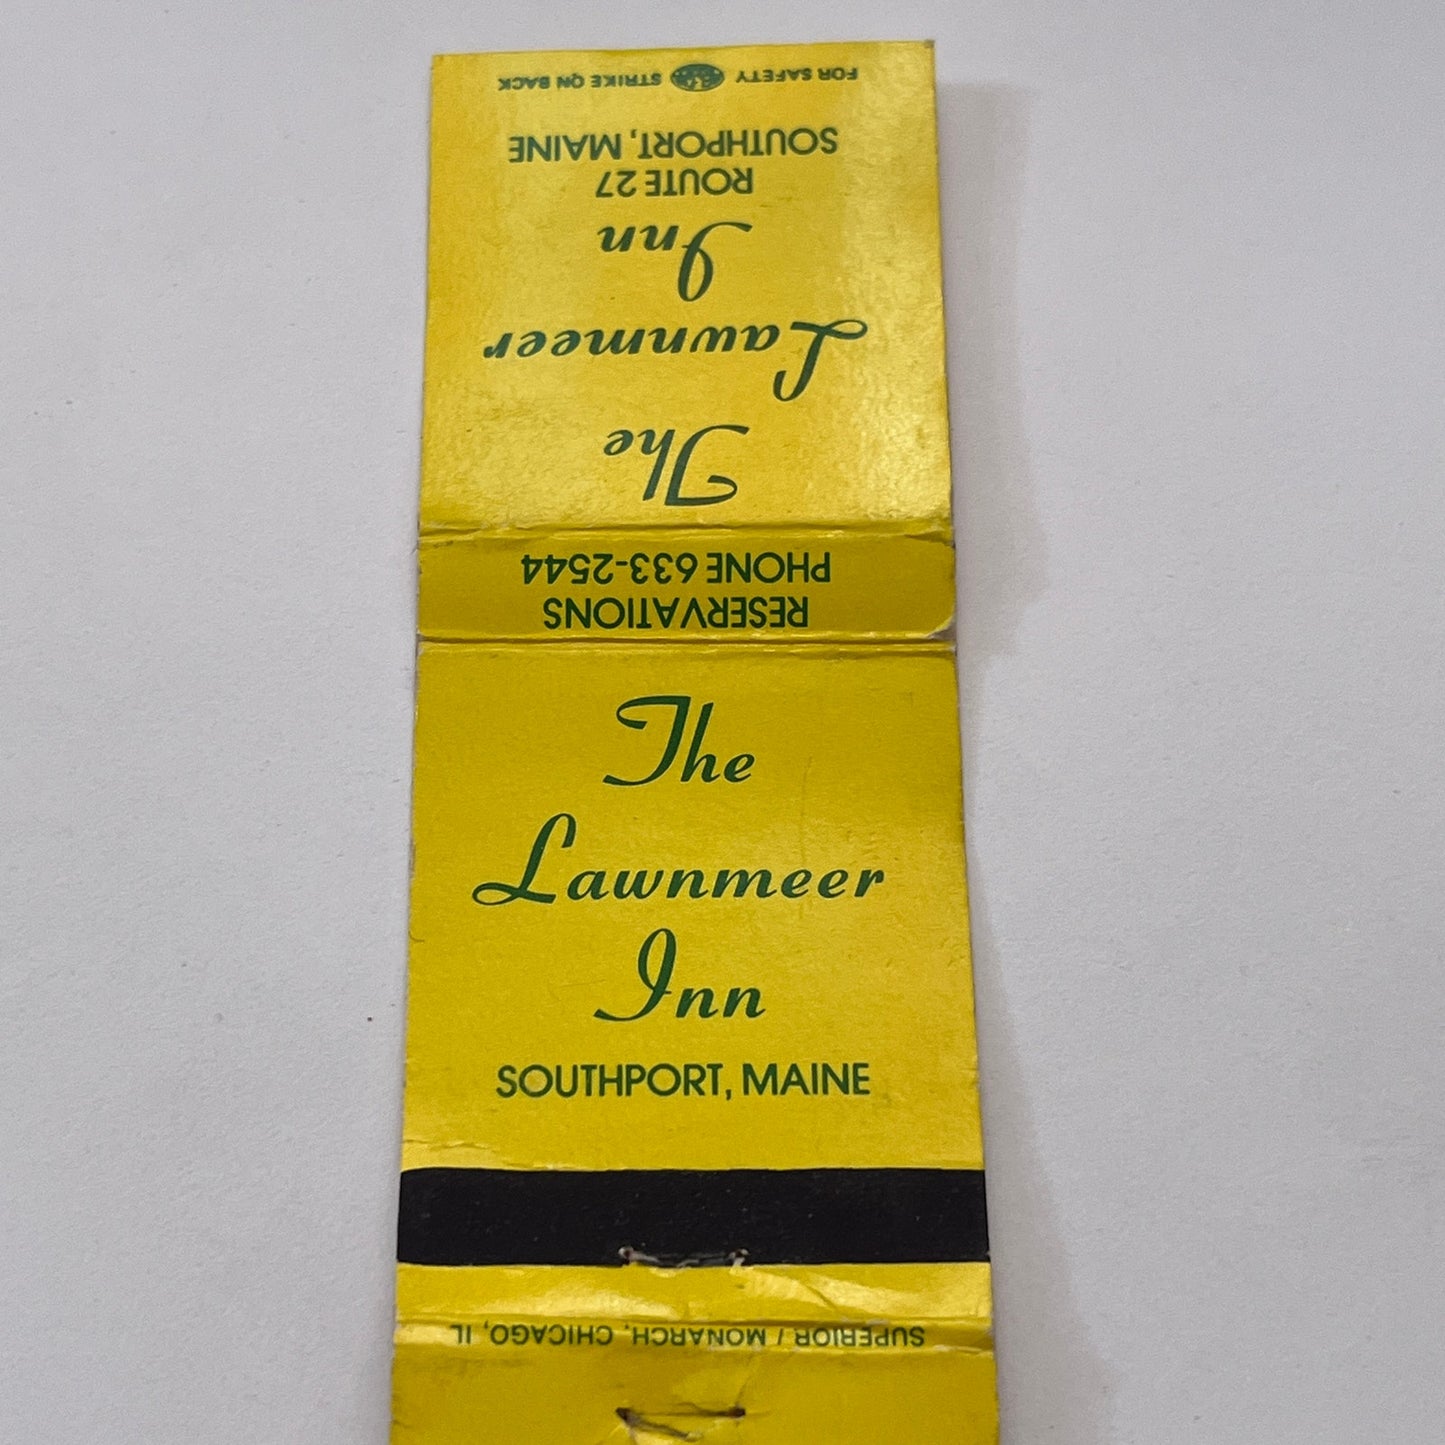 FOR SAFETY STRIKE ON BACK
SOUTHPORT, MAINE
ROUTE 27
Inn
Lawnmeer
The
PHONE 633-2544
RESERVATIONS
The
Lawnmeer
Inn
SOUTHPORT, MAINE
SUPERIOR / MONARCH, CHICAGO, IL